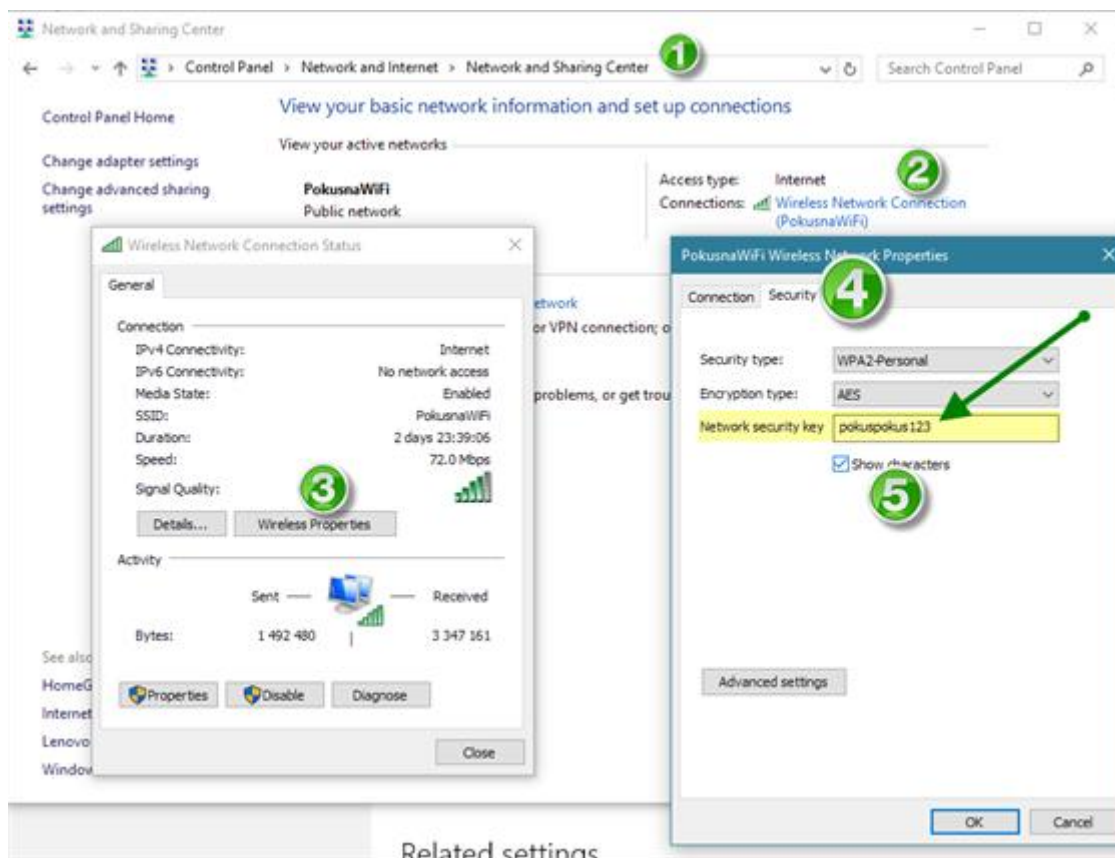 Network and Sharing Center
Control Panel > Network and Internet > Network and Sharing Center
1
Search Control Panel
Control Panel Home
Change adapter settings
Change advanced sharing
settings
View your basic network information and set up connections
View your active networks
PokusnaWiFi
Public network
Access type: Internet
2
Connections: Wireless Network Connection
(PokusnaWiFi)
etwork
or VPN connection; o
problems, or get trou
Wireless Network Connection Status
General
Connection
IPv4 Connectivity: Internet
IPv6 Connectivity: No network access
Media State: Enabled
SSID: PokusnaWiFi
Duration: 2 days 23:39:06
Speed: 72.0 Mbps
Signal Quality:
3
Details... Wireless Properties
Activity
Sent Received
Bytes: 1 492 480 3 347 161
Properties Disable Diagnose
Close
PokusnaWiFi Wireless Network Properties
Connection Security
4
Security type: WPA2-Personal
Encryption type: AES
Network security key pokuspokus123
Show characters
5
Advanced settings
OK Cancel
See also
HomeG
Internet
Lenovo
Window
Related settings